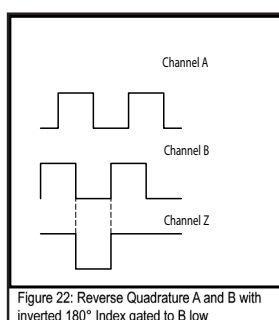 Channel A
Channel B
Channel Z
Figure 22: Reverse Quadrature A and B with
inverted 180° Index gated to B low